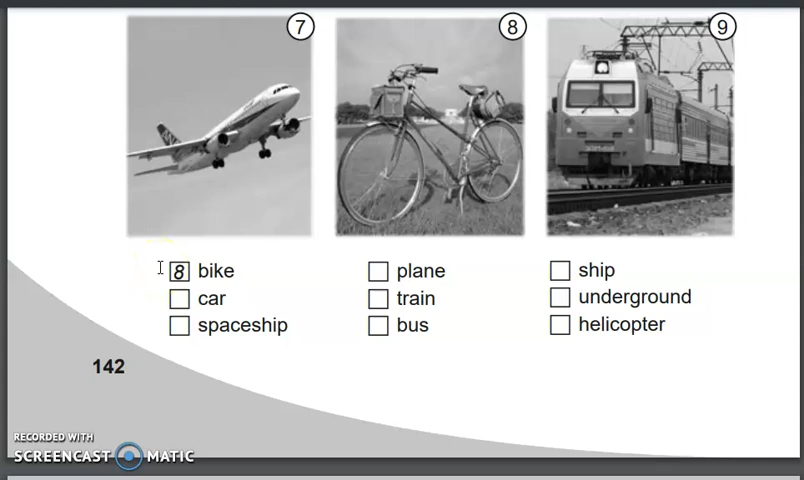 7 8 9
8 bike plane ship
car train underground
spaceship bus helicopter
142
RECORDED WITH
SCREENCAST MATIC